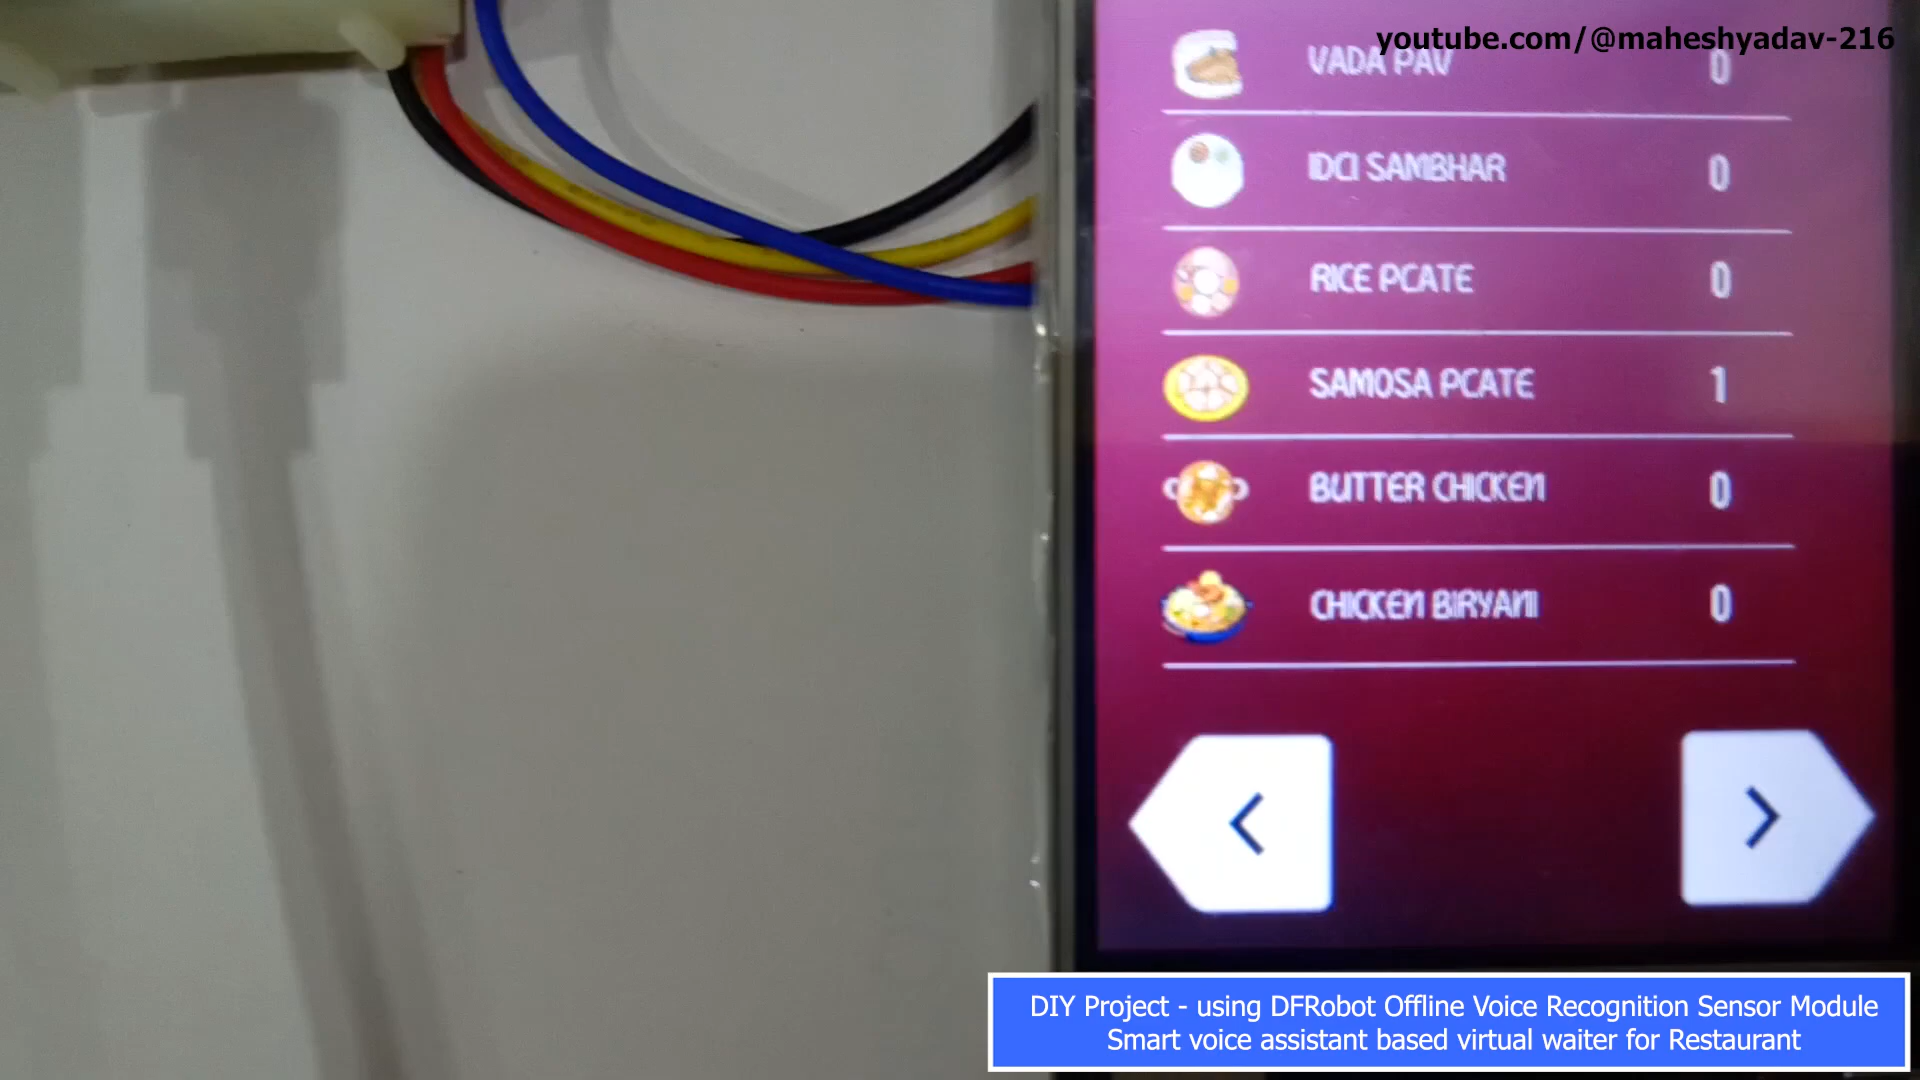 youtube.com/@maheshyadav-216
VADA PAV 0
IDCI SAMBHAR 0
RICE PCATE 0
SAMOSA PCATE 1
BUTTER CHICKEN 0
CHICKEN BIRYANI 0
DIY Project - using DFRobot Offline Voice Recognition Sensor Module
Smart voice assistant based virtual waiter for Restaurant